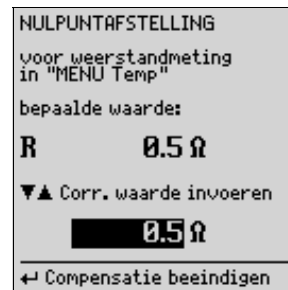 NULPUNTAFSTELLING
voor weerstandmeting
in "MENU Temp"
bepaalde waarde:
R 0.5 Ω
▼▲ Corr. waarde invoeren
0.5 Ω
↵ Compensatie beeindigen